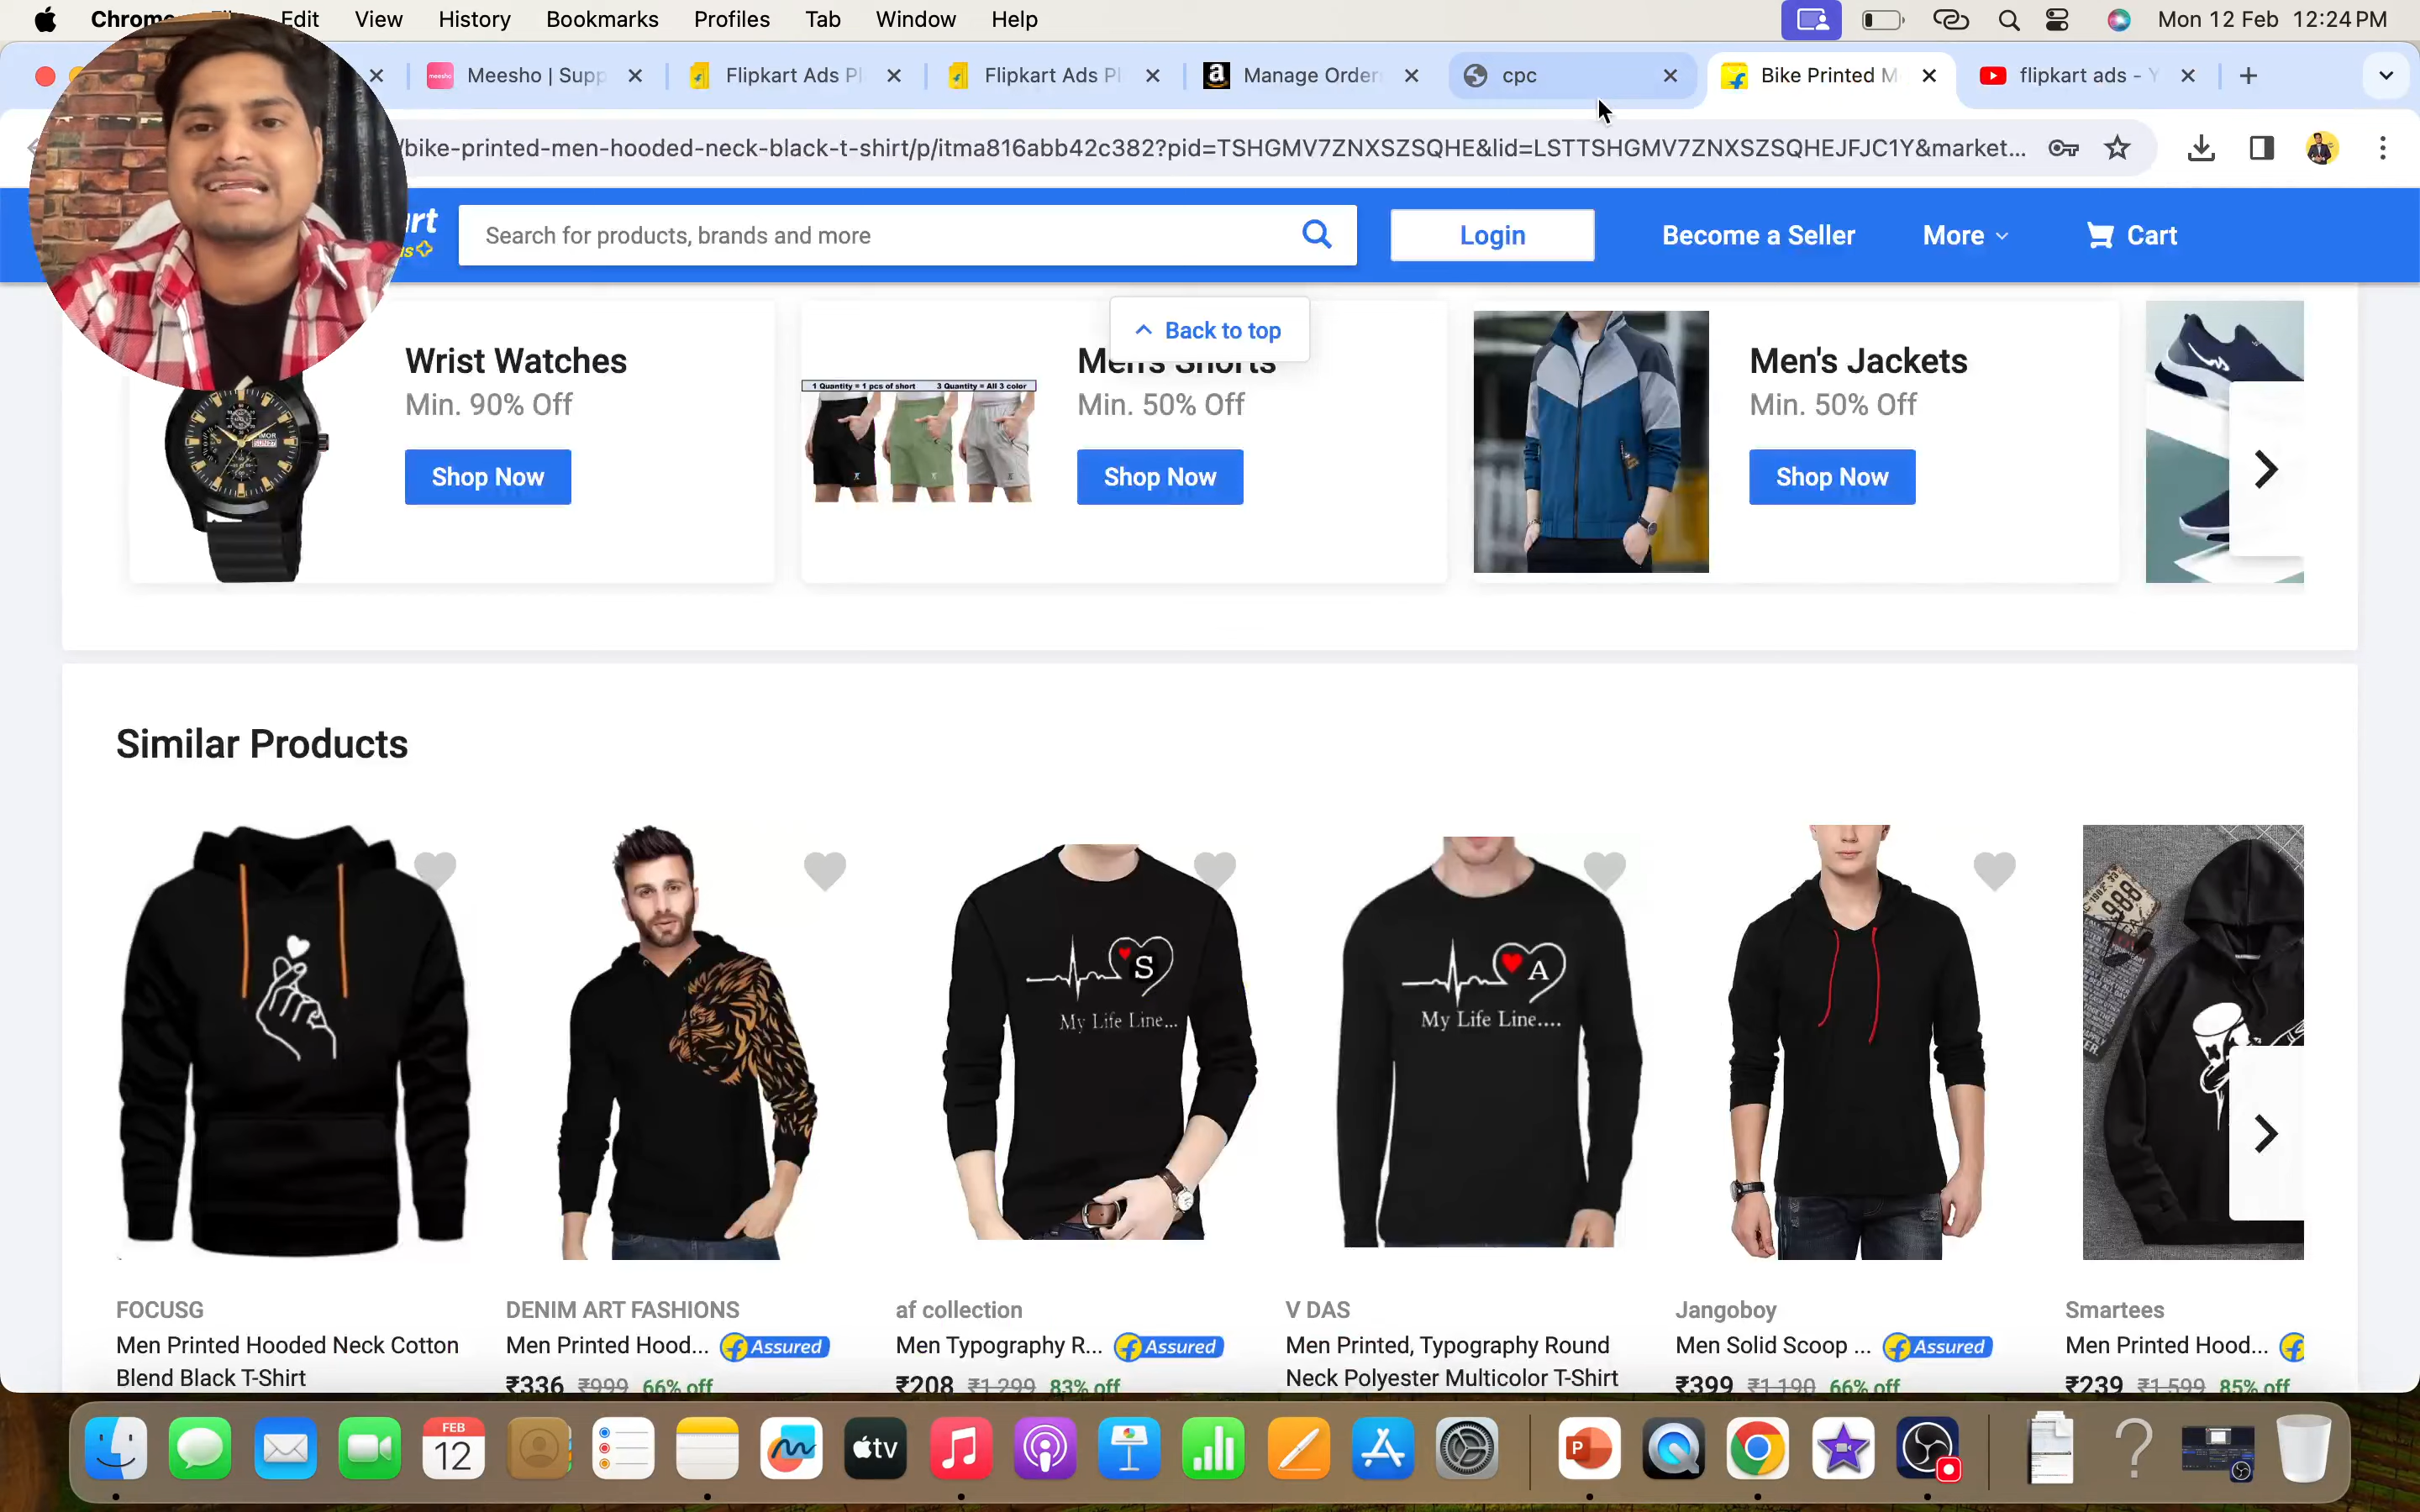 Chrome Edit View History Bookmarks Profiles Tab Window Help Mon 12 Feb 12:24 PM
Meesho | Supp Flipkart Ads Pl Flipkart Ads Pl Manage Order cpc Bike Printed M flipkart ads - Y
/bike-printed-men-hooded-neck-black-t-shirt/p/itma816abb42c382?pid=TSHGMV7ZNXSZSQHE&lid=LSTTSHGMV7ZNXSZSQHEJFJC1Y&market...
Search for products, brands and more Login Become a Seller More Cart
Back to top
Wrist Watches Men's Shorts Men's Jackets
1 Quantity = 1 pcs of short 3 Quantity = All 3 color
Min. 90% Off Min. 50% Off Min. 50% Off
Shop Now Shop Now Shop Now
Similar Products
S A
My Life Line... My Life Line....
988
FOCUSG DENIM ART FASHIONS af collection V DAS Jangoboy Smartees
Men Printed Hooded Neck Cotton Men Printed Hood... Assured Men Typography R... Assured Men Printed, Typography Round Men Solid Scoop ... Assured Men Printed Hood...
Blend Black T-Shirt ₹336 ₹999 66% off ₹208 ₹1,299 83% off Neck Polyester Multicolor T-Shirt ₹399 ₹1,190 66% off ₹239 ₹1,599 85% off
FEB
12
tv
P